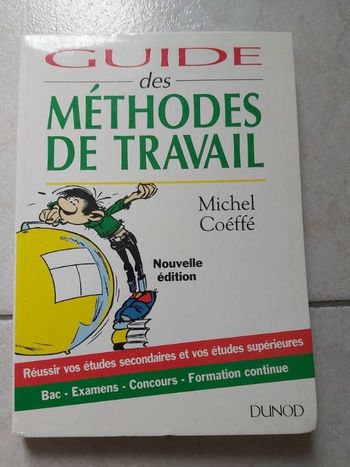 GUIDE
des
MÉTHODES
DE TRAVAIL
Michel
Coéffé
Nouvelle
édition
Réussir vos études secondaires et vos études supérieures
Bac - Examens - Concours - Formation continue
DUNOD